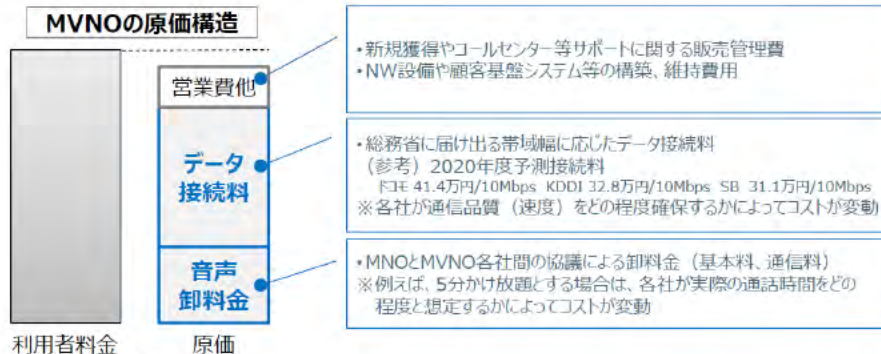 MVNOの原価構造
営業費他
データ
接続料
音声
卸料金
利用者料金
原価
・新規獲得やコールセンター等サポートに関する販売管理費
・NW設備や顧客基盤システム等の構築、維持費用
・総務省に届け出る帯域幅に応じたデータ接続料
(参考)2020年度予測接続料
ドコモ 41.4万円/10Mbps KDDI 32.8万円/10Mbps SB 31.1万円/10Mbps
※各社が通信品質(速度)をどの程度確保するかによってコストが変動
・MNOとMVNO各社間の協議による卸料金(基本料、通信料)
※例えば、5分かけ放題とする場合は、各社が実際の通話時間をどの
程度と想定するかによってコストが変動